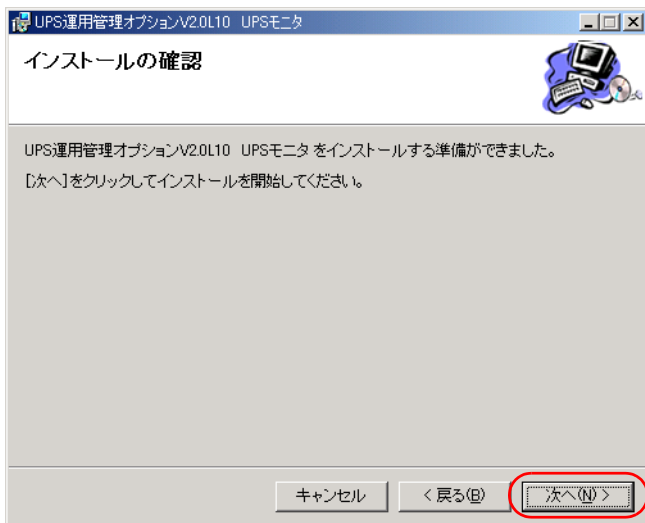 UPS運用管理オプションV2.0L10 UPSモニタ
インストールの確認
UPS運用管理オプションV2.0L10 UPSモニタ をインストールする準備ができました。
[次へ]をクリックしてインストールを開始してください。
キャンセル
< 戻る(B)
次へ(N) >